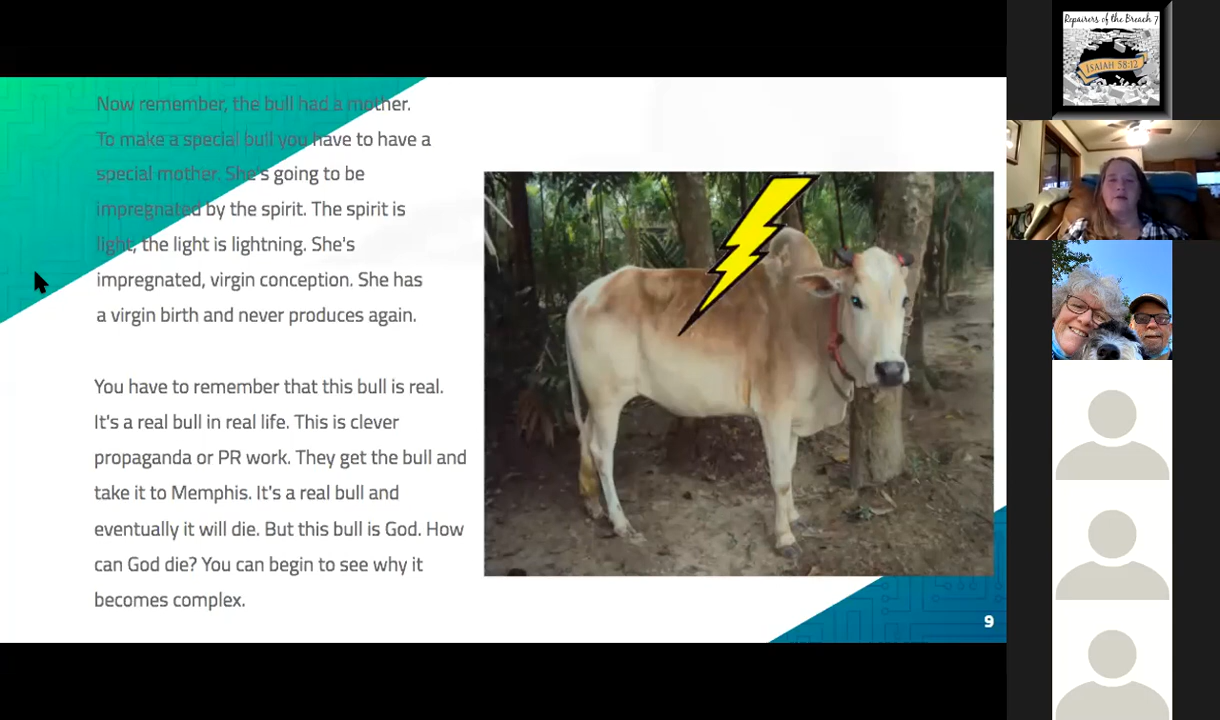 Now remember, the bull had a mother.
To make a special bull you have to have a
special mother. She's going to be
impregnated by the spirit. The spirit is
light, the light is lightning. She's
impregnated, virgin conception. She has
a virgin birth and never produces again.
You have to remember that this bull is real.
It's a real bull in real life. This is clever
propaganda or PR work. They get the bull and
take it to Memphis. It's a real bull and
eventually it will die. But this bull is God. How
can God die? You can begin to see why it
becomes complex.
9
Repairers of the Breach 7
ISAIAH 58:12